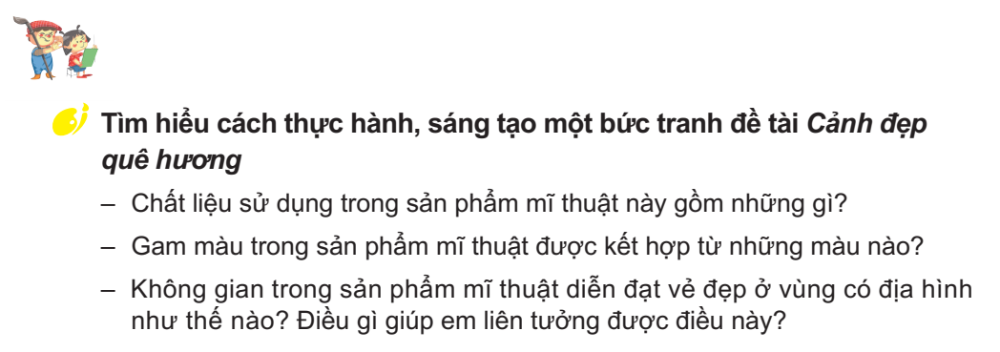 Tìm hiểu cách thực hành, sáng tạo một bức tranh đề tài Cảnh đẹp
quê hương
– Chất liệu sử dụng trong sản phẩm mĩ thuật này gồm những gì?
– Gam màu trong sản phẩm mĩ thuật được kết hợp từ những màu nào?
– Không gian trong sản phẩm mĩ thuật diễn đạt vẻ đẹp ở vùng có địa hình
như thế nào? Điều gì giúp em liên tưởng được điều này?